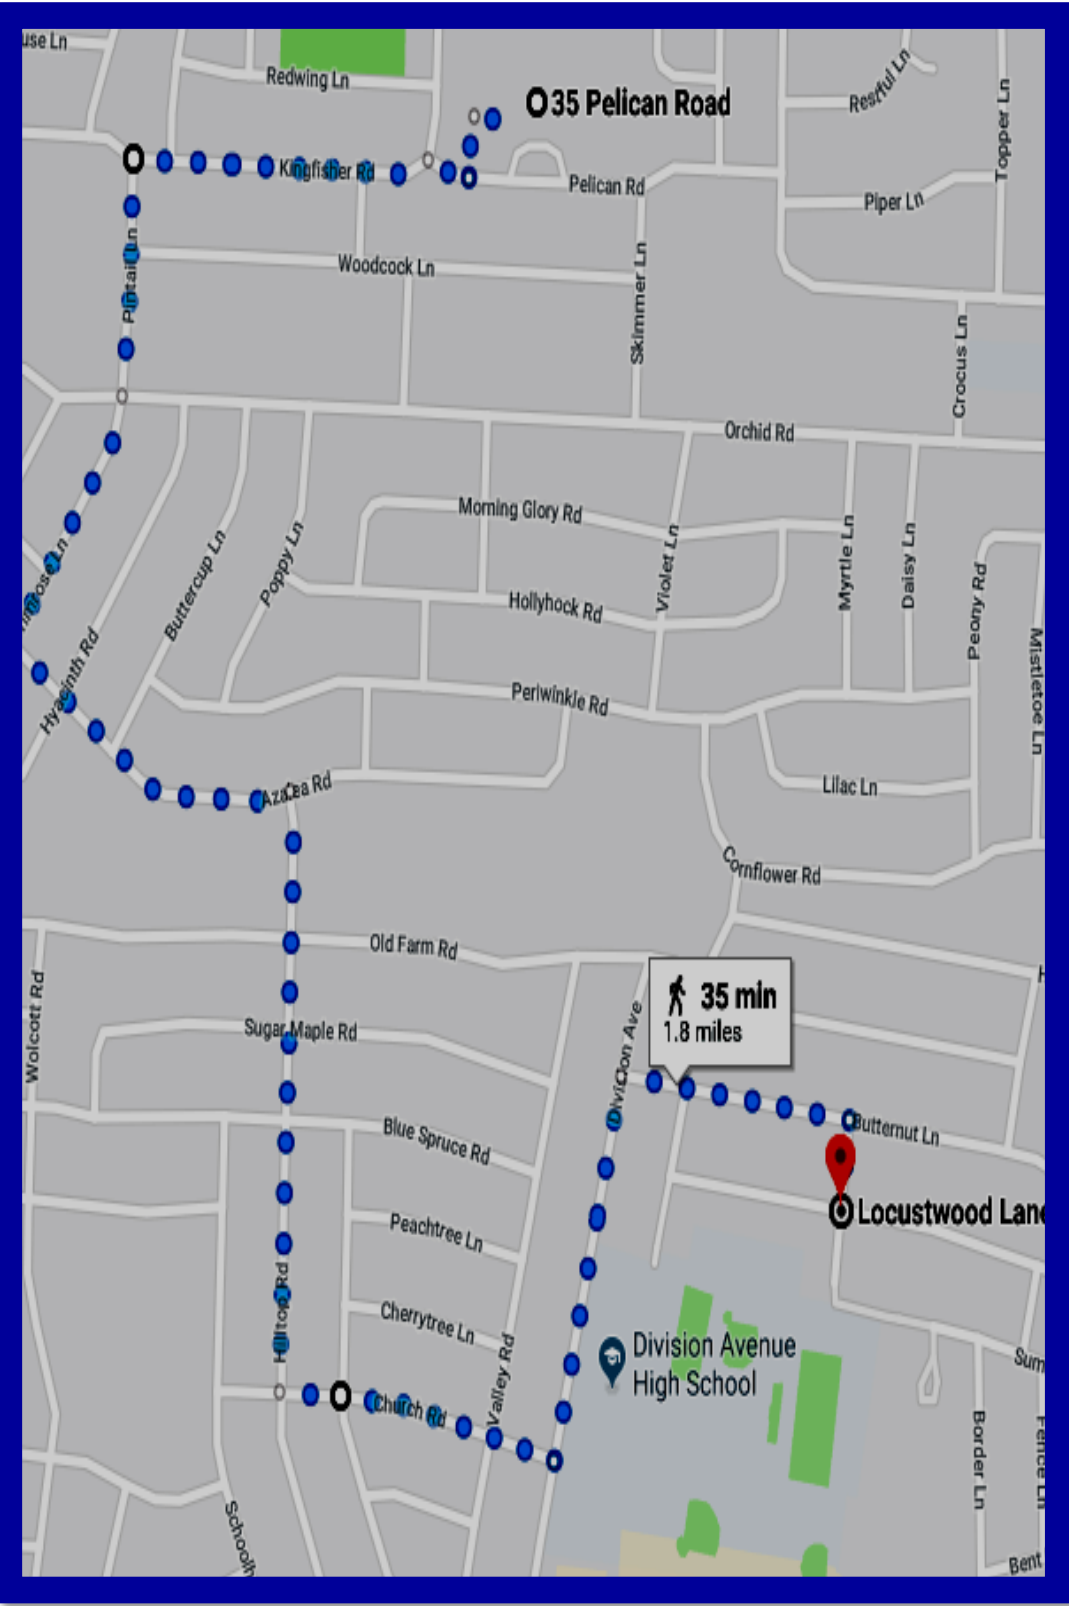 Redwing Ln
35 Pelican Road
Restful Ln
Topper Ln
Kingfisher Rd
Pelican Rd
Piper Ln
Pintail Ln
Woodcock Ln
Skimmer Ln
Crocus Ln
Orchid Rd
Morning Glory Rd
Buttercup Ln
Poppy Ln
Violet Ln
Myrtle Ln
Daisy Ln
Peony Rd
Hollyhock Rd
Hyacinth Rd
Mistletoe Ln
Periwinkle Rd
Azalea Rd
Lilac Ln
Cornflower Rd
Old Farm Rd
Wolcott Rd
35 min
1.8 miles
Sugar Maple Rd
Division Ave
Blue Spruce Rd
Butternut Ln
Peachtree Ln
Locustwood Lane
Hilltop Rd
Cherrytree Ln
Valley Rd
Division Avenue
High School
Sum
Church Rd
Border Ln
Fence Ln
Schoolh
Bent